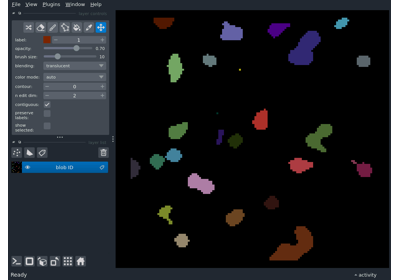 File View Plugins Window Help
label: 1
opacity: 0.70
brush size: 10
blending: translucent
color mode: auto
contour: 0
n edit dim: 2
contiguous:
preserve
labels:
show
selected:
blob ID
Ready activity